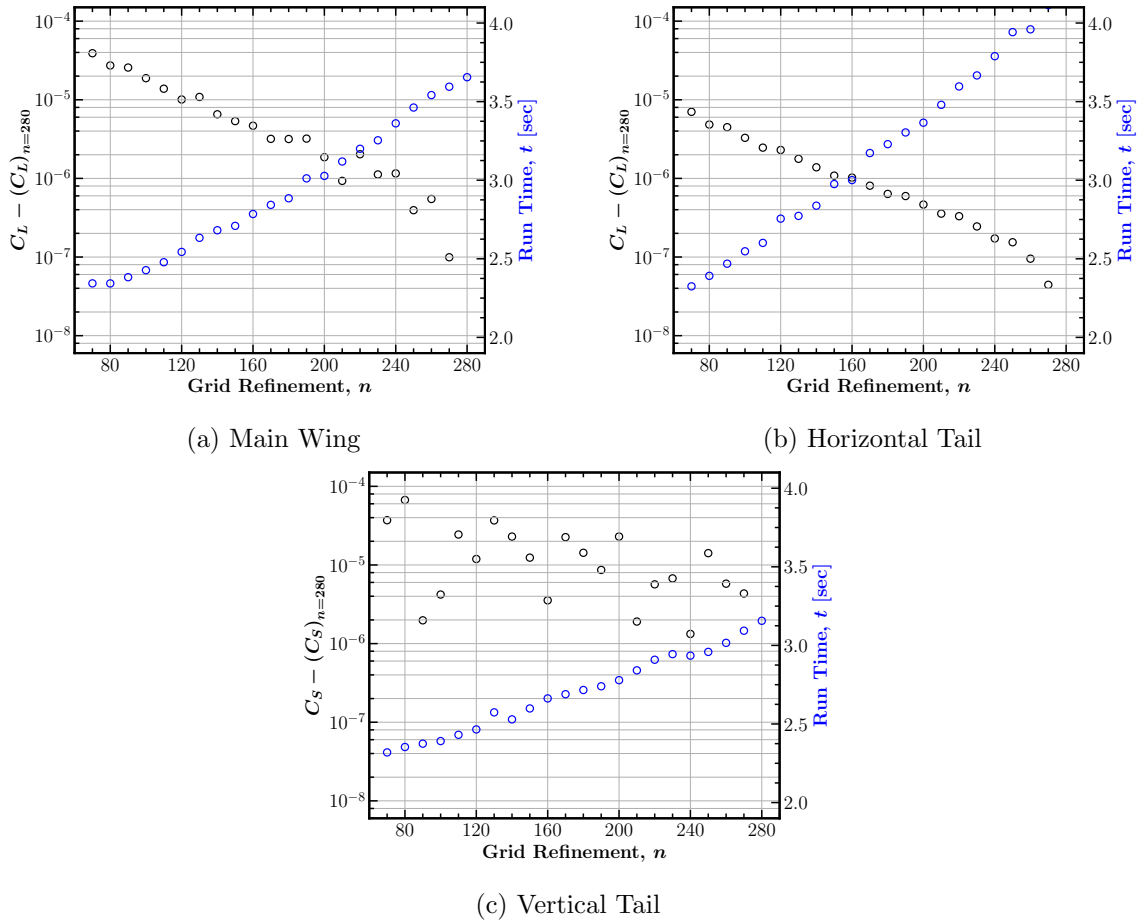 10⁻⁴
10⁻⁵
10⁻⁶
10⁻⁷
10⁻⁸
C_L − (C_L)_{n=280}
80 120 160 200 240 280
Grid Refinement, n
4.0
3.5
3.0
2.5
2.0
Run Time, t [sec]
(a) Main Wing
10⁻⁴
10⁻⁵
10⁻⁶
10⁻⁷
10⁻⁸
C_L − (C_L)_{n=280}
80 120 160 200 240 280
Grid Refinement, n
4.0
3.5
3.0
2.5
2.0
Run Time, t [sec]
(b) Horizontal Tail
10⁻⁴
10⁻⁵
10⁻⁶
10⁻⁷
10⁻⁸
C_S − (C_S)_{n=280}
80 120 160 200 240 280
Grid Refinement, n
4.0
3.5
3.0
2.5
2.0
Run Time, t [sec]
(c) Vertical Tail